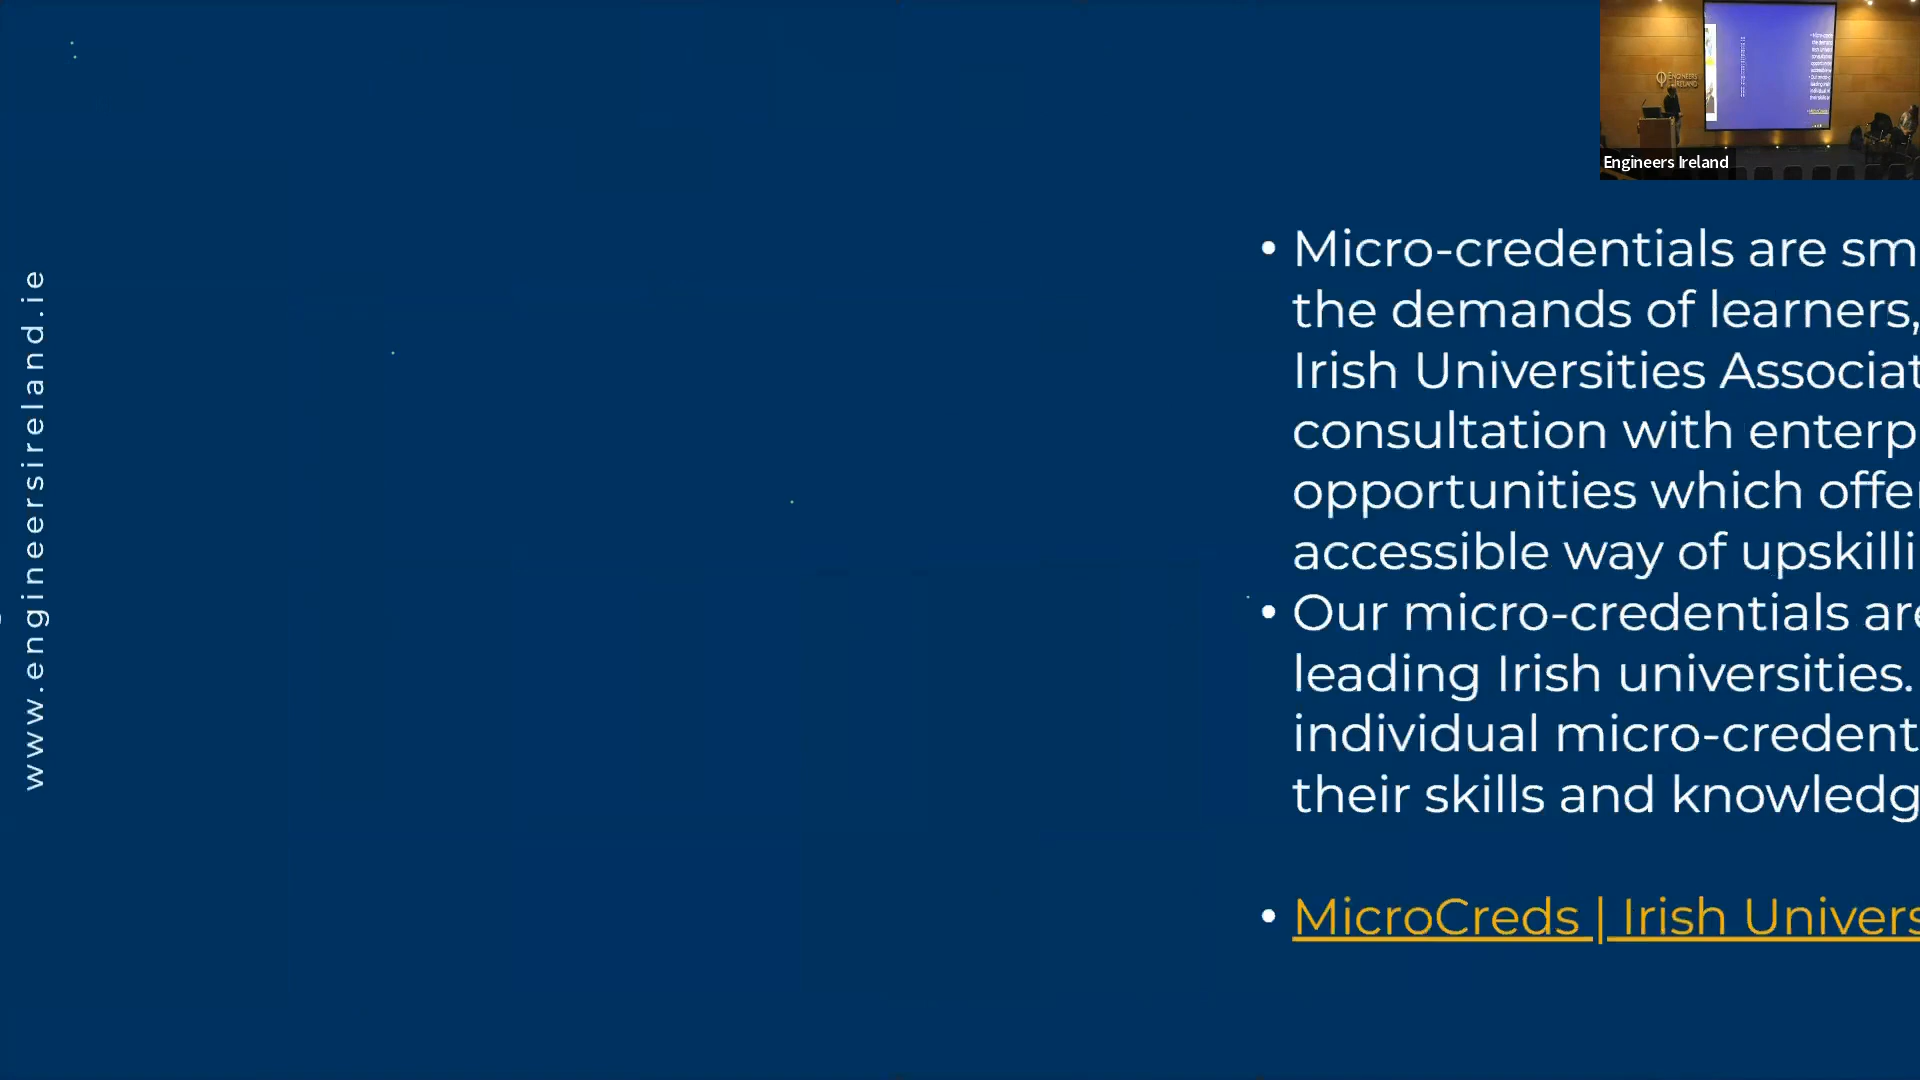 www.engineersireland.ie
ENGINEERS
IRELAND
Engineers Ireland
• Micro-credentials are sm
the demands of learners,
Irish Universities Associat
consultation with enterp
opportunities which offe
accessible way of upskilli
• Our micro-credentials are
leading Irish universities.
individual micro-credent
their skills and knowledg
• MicroCreds | Irish Univers